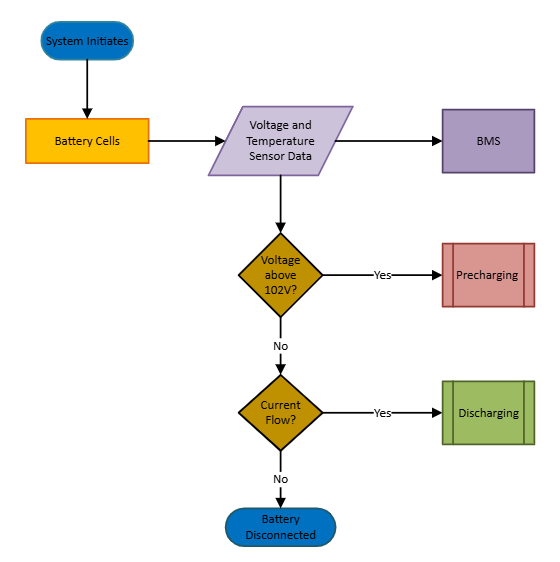 System Initiates
Battery Cells
Voltage and
Temperature
Sensor Data
BMS
Voltage
above
102V?
Yes
Precharging
No
Current
Flow?
Yes
Discharging
No
Battery
Disconnected